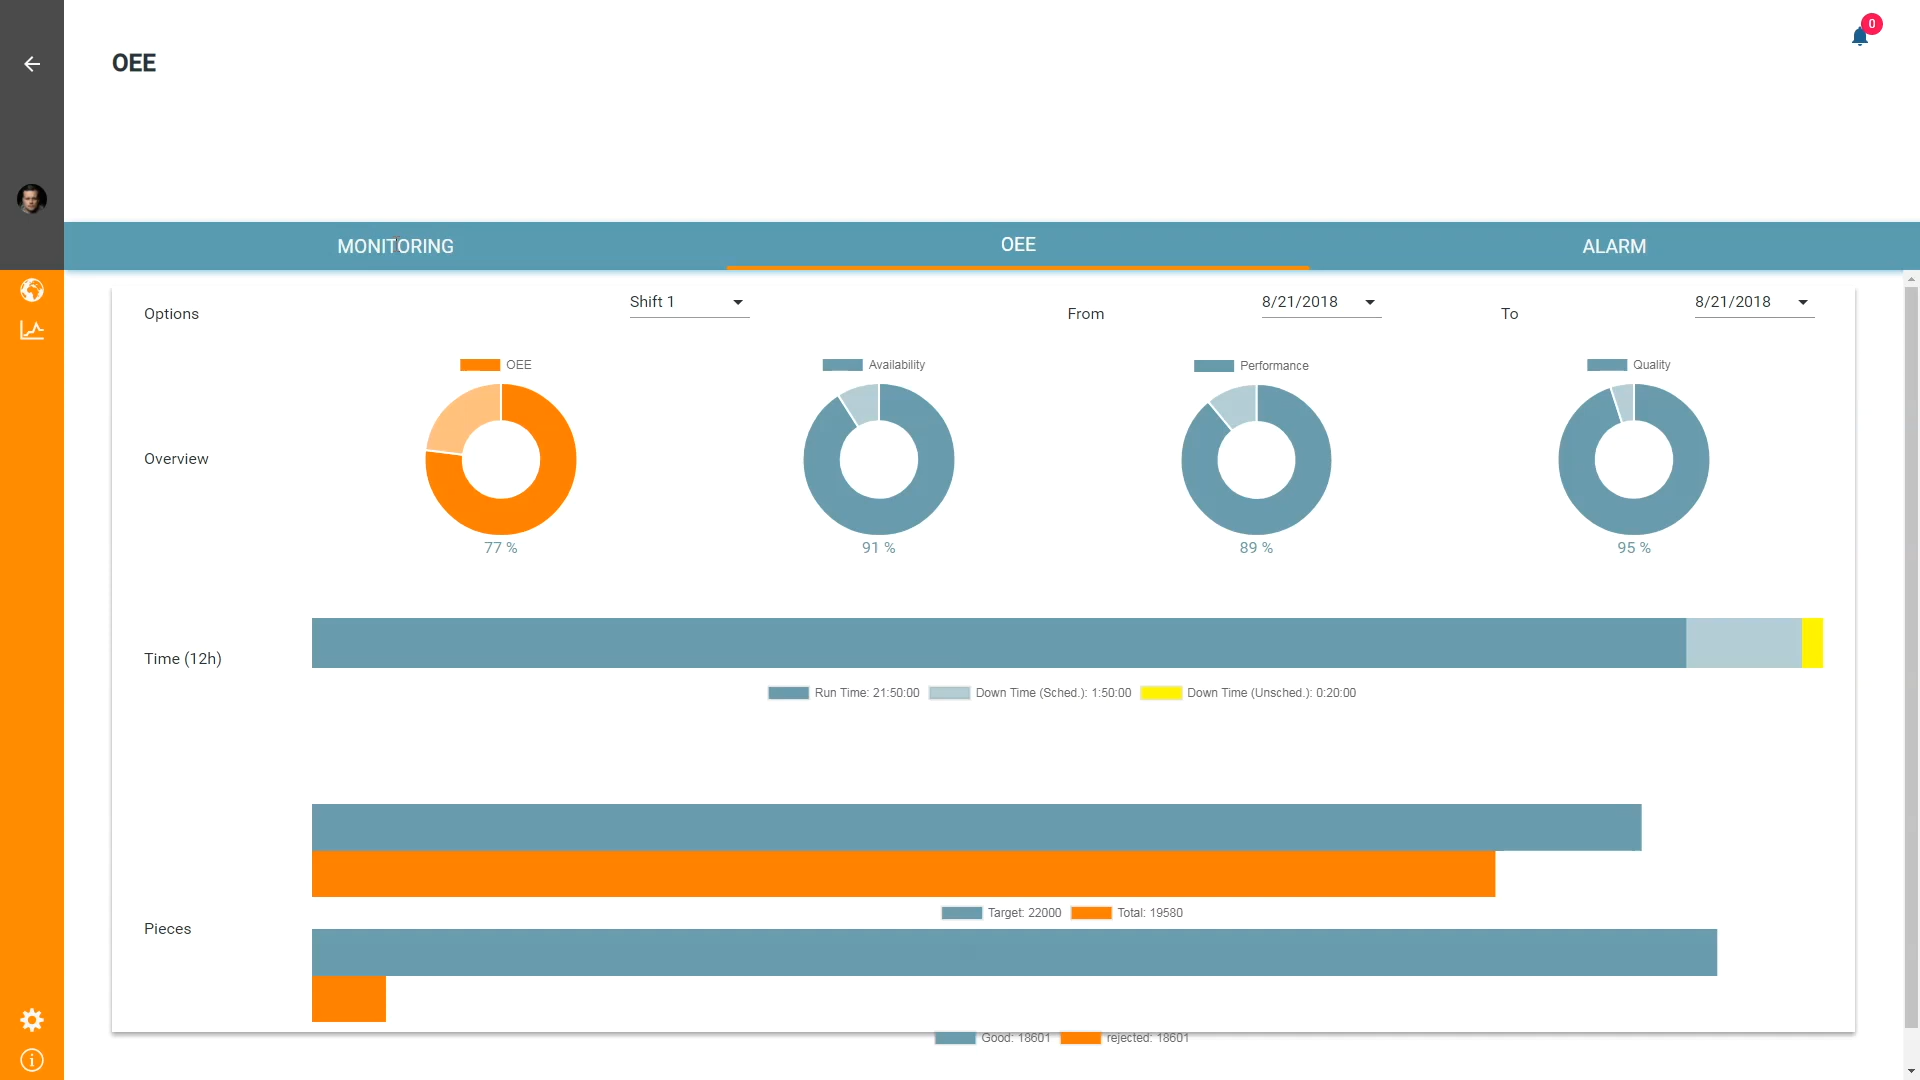 0
OEE
MONITORING OEE ALARM
Options Shift 1 From 8/21/2018 To 8/21/2018
OEE Availability Performance Quality
Overview
77 % 91 % 89 % 95 %
Time (12h)
Run Time: 21:50:00 Down Time (Sched.): 1:50:00 Down Time (Unsched.): 0:20:00
Target: 22000 Total: 19580
Pieces
Good: 18601 rejected: 18601